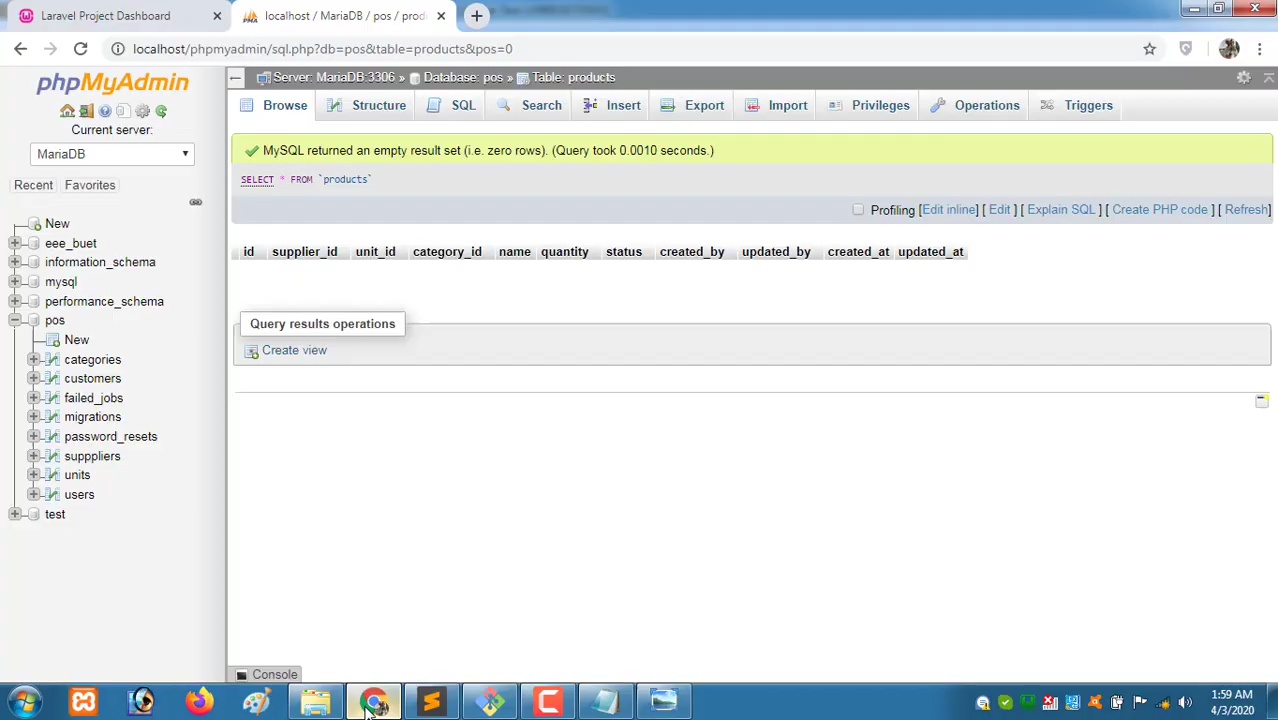 Laravel Project Dashboard
localhost / MariaDB / pos / prod
localhost/phpmyadmin/sql.php?db=pos&table=products&pos=0
phpMyAdmin
Current server:
MariaDB
Recent
Favorites
New
eee_buet
information_schema
mysql
performance_schema
pos
New
categories
customers
failed_jobs
migrations
password_resets
supppliers
units
users
test
Server: MariaDB:3306 » Database: pos » Table: products
Browse Structure SQL Search Insert Export Import Privileges Operations Triggers
MySQL returned an empty result set (i.e. zero rows). (Query took 0.0010 seconds.)
SELECT * FROM `products`
Profiling [Edit inline] [ Edit ] [ Explain SQL ] [ Create PHP code ] [ Refresh]
id supplier_id unit_id category_id name quantity status created_by updated_by created_at updated_at
Query results operations
Create view
Console
1:59 AM
4/3/2020